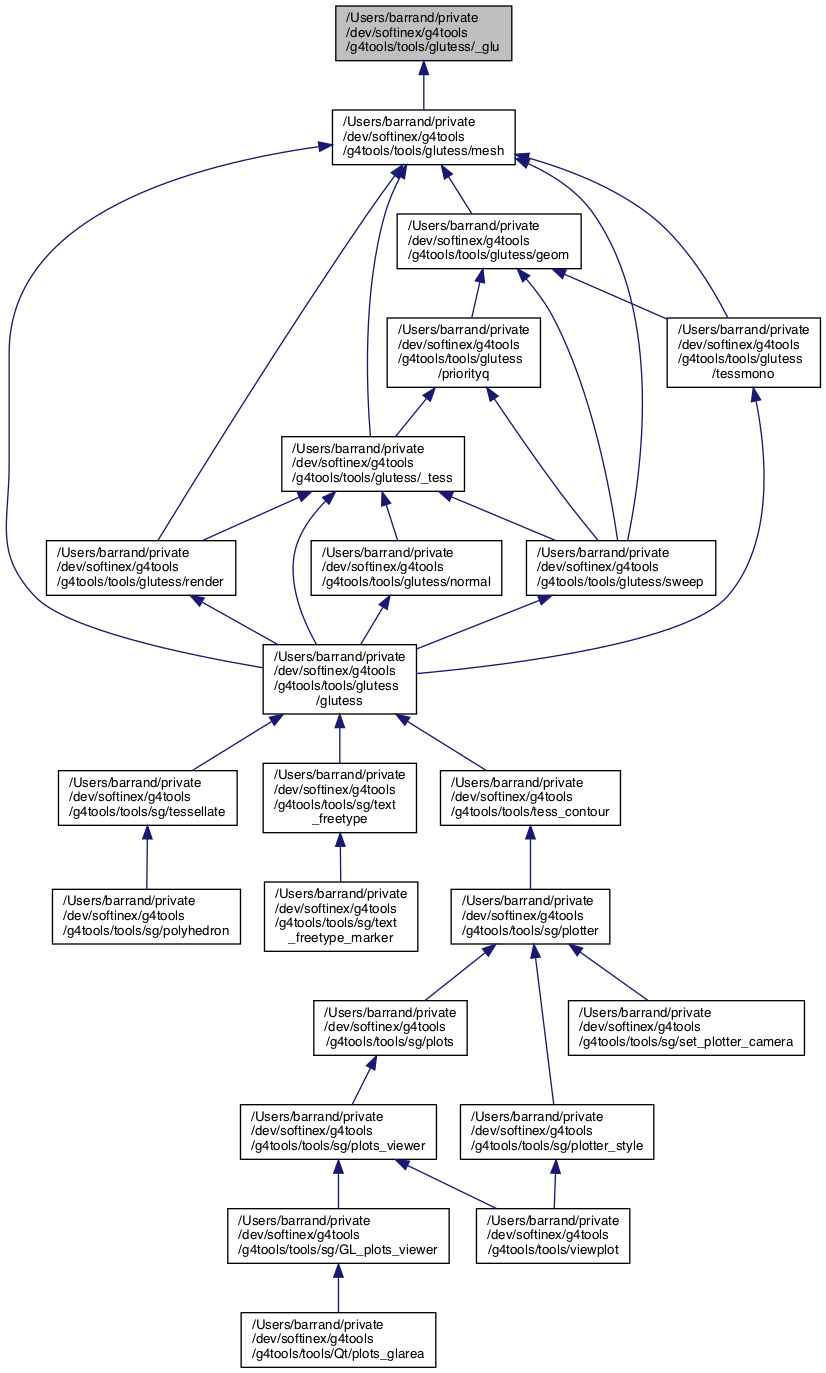 /Users/barrand/private
/dev/softinex/g4tools
/g4tools/tools/glutess/_glu
/Users/barrand/private
/dev/softinex/g4tools
/g4tools/tools/glutess/mesh
/Users/barrand/private
/dev/softinex/g4tools
/g4tools/tools/glutess/geom
/Users/barrand/private
/dev/softinex/g4tools
/g4tools/tools/glutess
/priorityq
/Users/barrand/private
/dev/softinex/g4tools
/g4tools/tools/glutess
/tessmono
/Users/barrand/private
/dev/softinex/g4tools
/g4tools/tools/glutess/_tess
/Users/barrand/private
/dev/softinex/g4tools
/g4tools/tools/glutess/render
/Users/barrand/private
/dev/softinex/g4tools
/g4tools/tools/glutess/normal
/Users/barrand/private
/dev/softinex/g4tools
/g4tools/tools/glutess/sweep
/Users/barrand/private
/dev/softinex/g4tools
/g4tools/tools/glutess
/glutess
/Users/barrand/private
/dev/softinex/g4tools
/g4tools/tools/sg/tessellate
/Users/barrand/private
/dev/softinex/g4tools
/g4tools/tools/sg/text
_freetype
/Users/barrand/private
/dev/softinex/g4tools
/g4tools/tools/tess_contour
/Users/barrand/private
/dev/softinex/g4tools
/g4tools/tools/sg/polyhedron
/Users/barrand/private
/dev/softinex/g4tools
/g4tools/tools/sg/text
_freetype_marker
/Users/barrand/private
/dev/softinex/g4tools
/g4tools/tools/sg/plotter
/Users/barrand/private
/dev/softinex/g4tools
/g4tools/tools/sg/plots
/Users/barrand/private
/dev/softinex/g4tools
/g4tools/tools/sg/set_plotter_camera
/Users/barrand/private
/dev/softinex/g4tools
/g4tools/tools/sg/plots_viewer
/Users/barrand/private
/dev/softinex/g4tools
/g4tools/tools/sg/plotter_style
/Users/barrand/private
/dev/softinex/g4tools
/g4tools/tools/sg/GL_plots_viewer
/Users/barrand/private
/dev/softinex/g4tools
/g4tools/tools/viewplot
/Users/barrand/private
/dev/softinex/g4tools
/g4tools/tools/Qt/plots_glarea